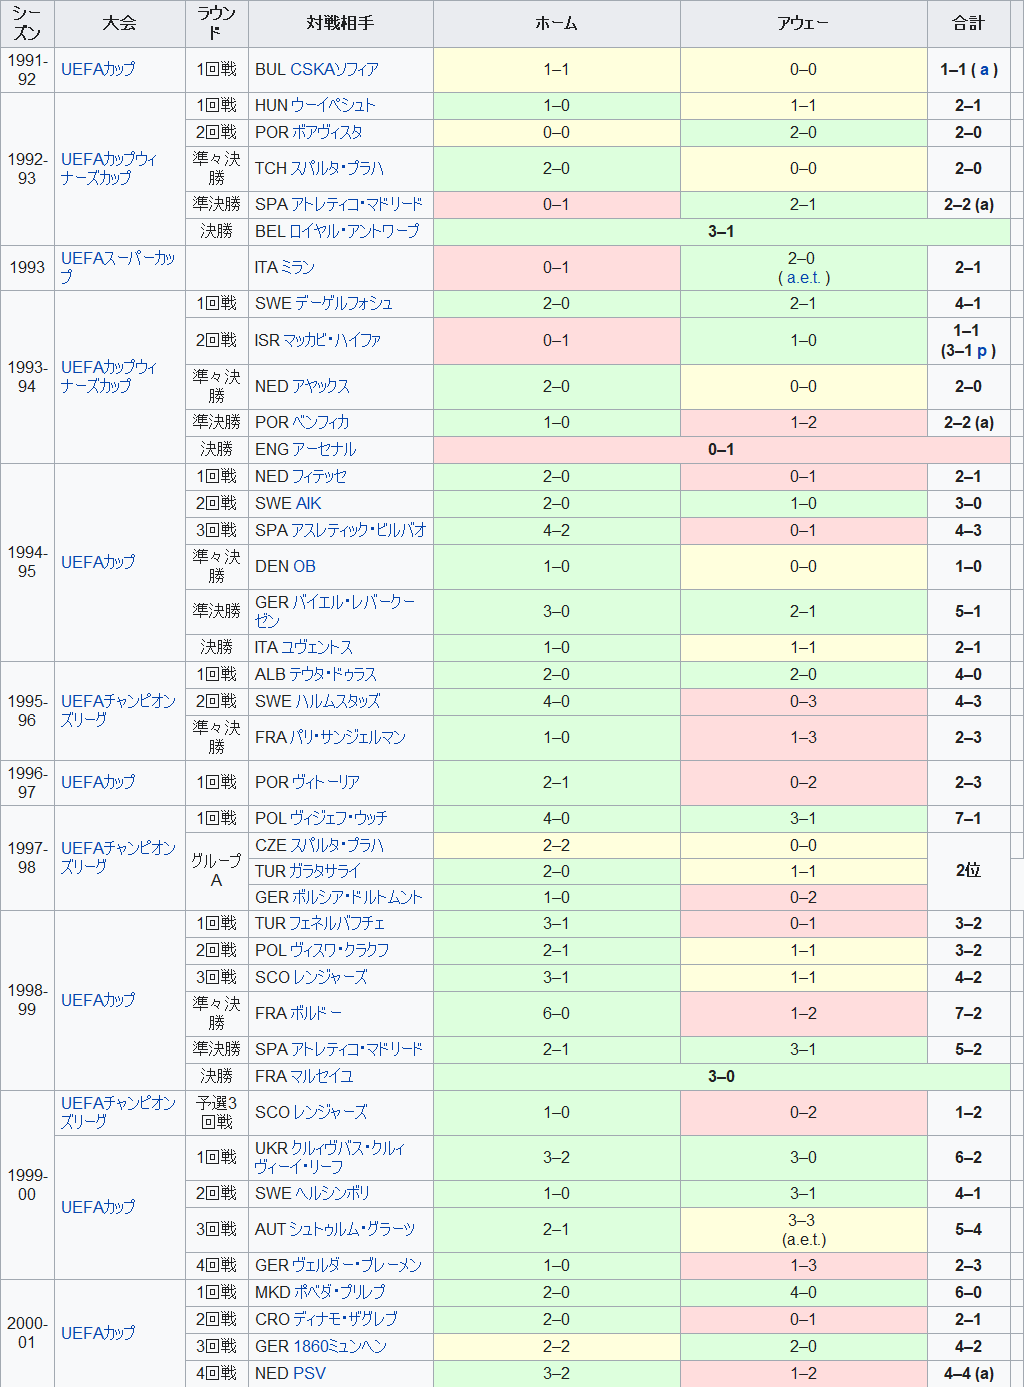 シーズン 大会 ラウンド 対戦相手 ホーム アウェー 合計
1991-92 UEFAカップ 1回戦 BUL CSKAソフィア 1–1 0–0 1–1 ( a )
1992-93 UEFAカップウィナーズカップ 1回戦 HUN ウーイペシュト 1–0 1–1 2–1
2回戦 POR ボアヴィスタ 0–0 2–0 2–0
準々決勝 TCH スパルタ・プラハ 2–0 0–0 2–0
準決勝 SPA アトレティコ・マドリード 0–1 2–1 2–2 (a)
決勝 BEL ロイヤル・アントワープ 3–1
1993 UEFAスーパーカップ ITA ミラン 0–1 2–0 ( a.e.t. ) 2–1
1993-94 UEFAカップウィナーズカップ 1回戦 SWE デーゲルフォシュ 2–0 2–1 4–1
2回戦 ISR マッカビ・ハイファ 0–1 1–0 1–1 (3–1 p )
準々決勝 NED アヤックス 2–0 0–0 2–0
準決勝 POR ベンフィカ 1–0 1–2 2–2 (a)
決勝 ENG アーセナル 0–1
1994-95 UEFAカップ 1回戦 NED フィテッセ 2–0 0–1 2–1
2回戦 SWE AIK 2–0 1–0 3–0
3回戦 SPA アスレティック・ビルバオ 4–2 0–1 4–3
準々決勝 DEN OB 1–0 0–0 1–0
準決勝 GER バイエル・レバークーゼン 3–0 2–1 5–1
決勝 ITA ユヴェントス 1–0 1–1 2–1
1995-96 UEFAチャンピオンズリーグ 1回戦 ALB テウタ・ドゥラス 2–0 2–0 4–0
2回戦 SWE ハルムスタッズ 4–0 0–3 4–3
準々決勝 FRA パリ・サンジェルマン 1–0 1–3 2–3
1996-97 UEFAカップ 1回戦 POR ヴィトーリア 2–1 0–2 2–3
1997-98 UEFAチャンピオンズリーグ 1回戦 POL ヴィジェフ・ウッチ 4–0 3–1 7–1
グループA CZE スパルタ・プラハ 2–2 0–0 2位
TUR ガラタサライ 2–0 1–1
GER ボルシア・ドルトムント 1–0 0–2
1998-99 UEFAカップ 1回戦 TUR フェネルバフチェ 3–1 0–1 3–2
2回戦 POL ヴィスワ・クラクフ 2–1 1–1 3–2
3回戦 SCO レンジャーズ 3–1 1–1 4–2
準々決勝 FRA ボルドー 6–0 1–2 7–2
準決勝 SPA アトレティコ・マドリード 2–1 3–1 5–2
決勝 FRA マルセイユ 3–0
1999-00 UEFAチャンピオンズリーグ 予選3回戦 SCO レンジャーズ 1–0 0–2 1–2
UEFAカップ 1回戦 UKR クルィヴバス・クルィヴィーイ・リーフ 3–2 3–0 6–2
2回戦 SWE ヘルシンボリ 1–0 3–1 4–1
3回戦 AUT シュトゥルム・グラーツ 2–1 3–3 (a.e.t.) 5–4
4回戦 GER ヴェルダー・ブレーメン 1–0 1–3 2–3
2000-01 UEFAカップ 1回戦 MKD ポベダ・プリレプ 2–0 4–0 6–0
2回戦 CRO ディナモ・ザグレブ 2–0 0–1 2–1
3回戦 GER 1860ミュンヘン 2–2 2–0 4–2
4回戦 NED PSV 3–2 1–2 4–4 (a)